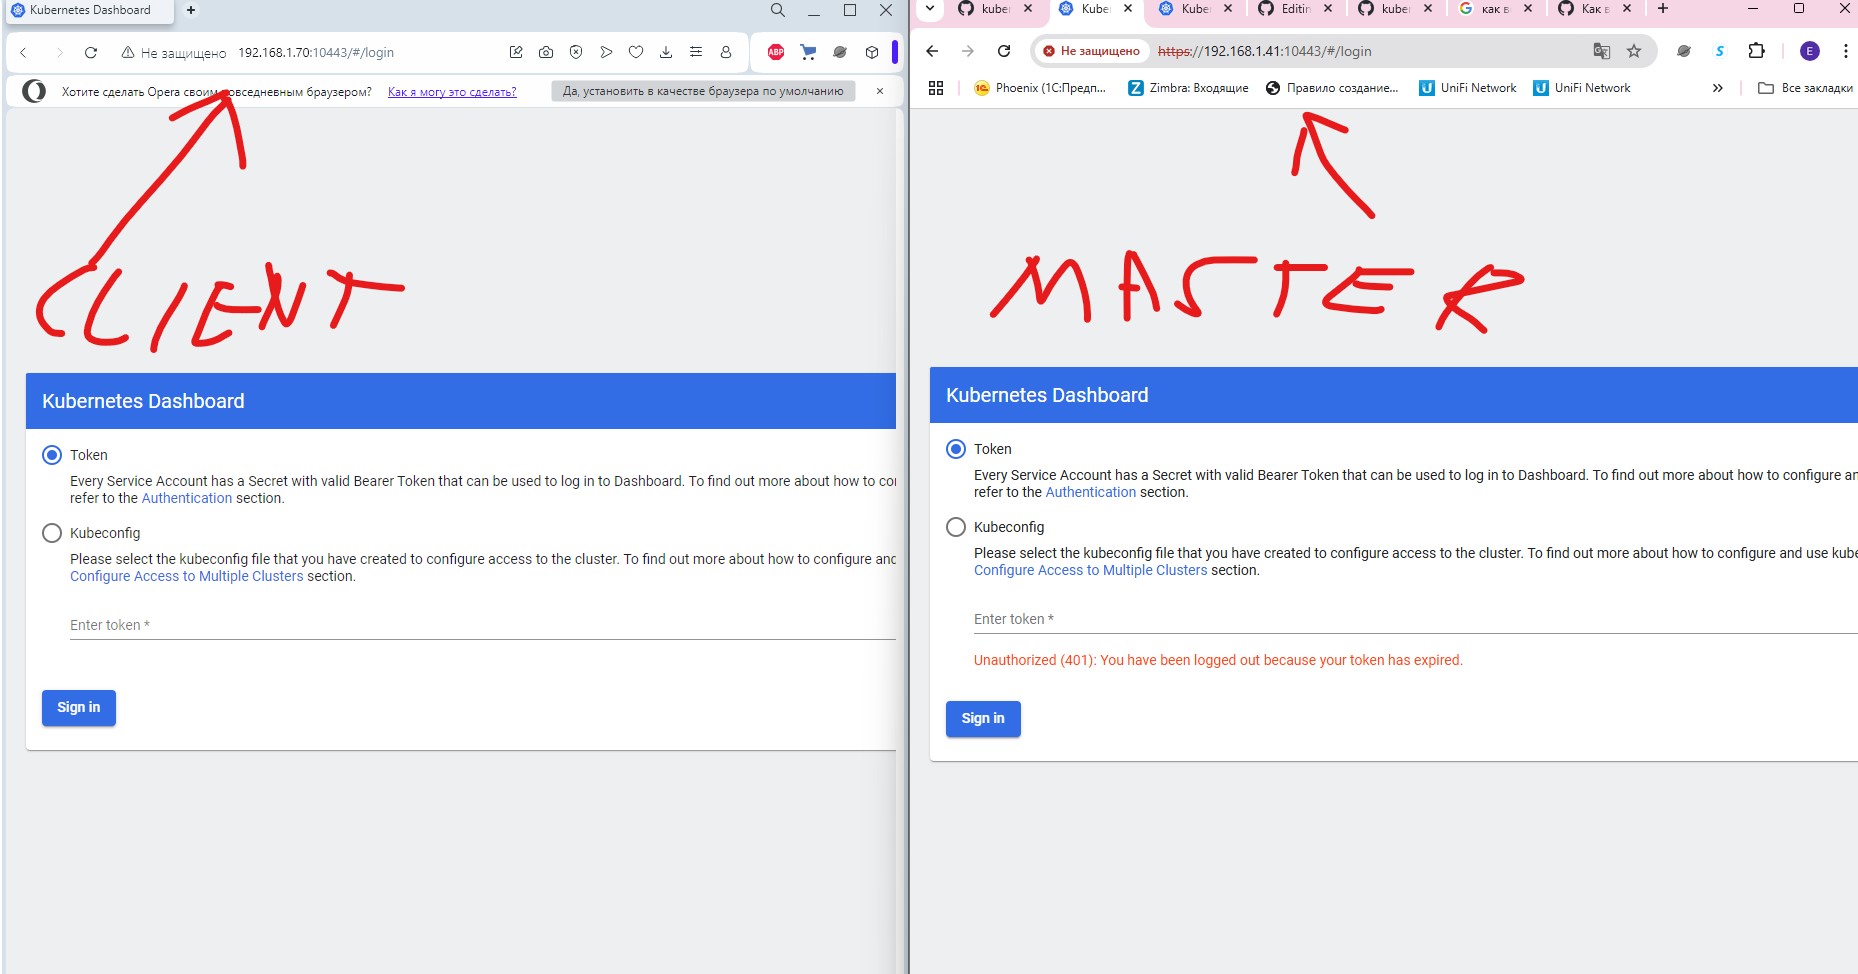 Kubernetes Dashboard
Не защищено 192.168.1.70:10443/#/login
ABP
Хотите сделать Opera своим повседневным браузером? Как я могу это сделать? Да, установить в качестве браузера по умолчанию
CLIENT
Kubernetes Dashboard
Token
Every Service Account has a Secret with valid Bearer Token that can be used to log in to Dashboard. To find out more about how to co
refer to the Authentication section.
Kubeconfig
Please select the kubeconfig file that you have created to configure access to the cluster. To find out more about how to configure and
Configure Access to Multiple Clusters section.
Enter token *
Sign in
kuber Kuber Kuber Editin kuber как в Как в
Не защищено https://192.168.1.41:10443/#/login
S E
Phoenix (1С:Предп... Zimbra: Входящие Правило создание... UniFi Network UniFi Network Все закладки
MASTER
Kubernetes Dashboard
Token
Every Service Account has a Secret with valid Bearer Token that can be used to log in to Dashboard. To find out more about how to configure an
refer to the Authentication section.
Kubeconfig
Please select the kubeconfig file that you have created to configure access to the cluster. To find out more about how to configure and use kube
Configure Access to Multiple Clusters section.
Enter token *
Unauthorized (401): You have been logged out because your token has expired.
Sign in